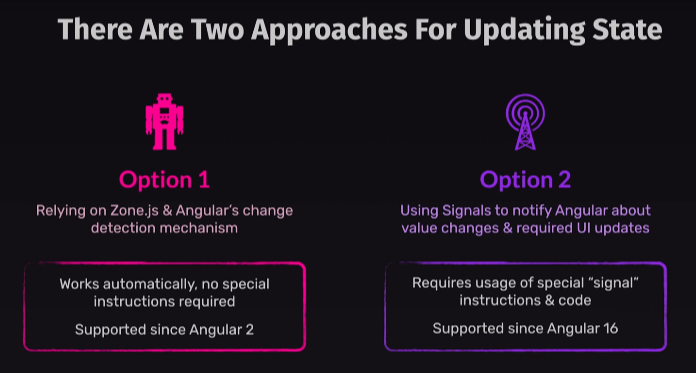 There Are Two Approaches For Updating State
Option 1
Relying on Zone.js & Angular's change
detection mechanism
Works automatically, no special
instructions required
Supported since Angular 2
Option 2
Using Signals to notify Angular about
value changes & required UI updates
Requires usage of special “signal”
instructions & code
Supported since Angular 16